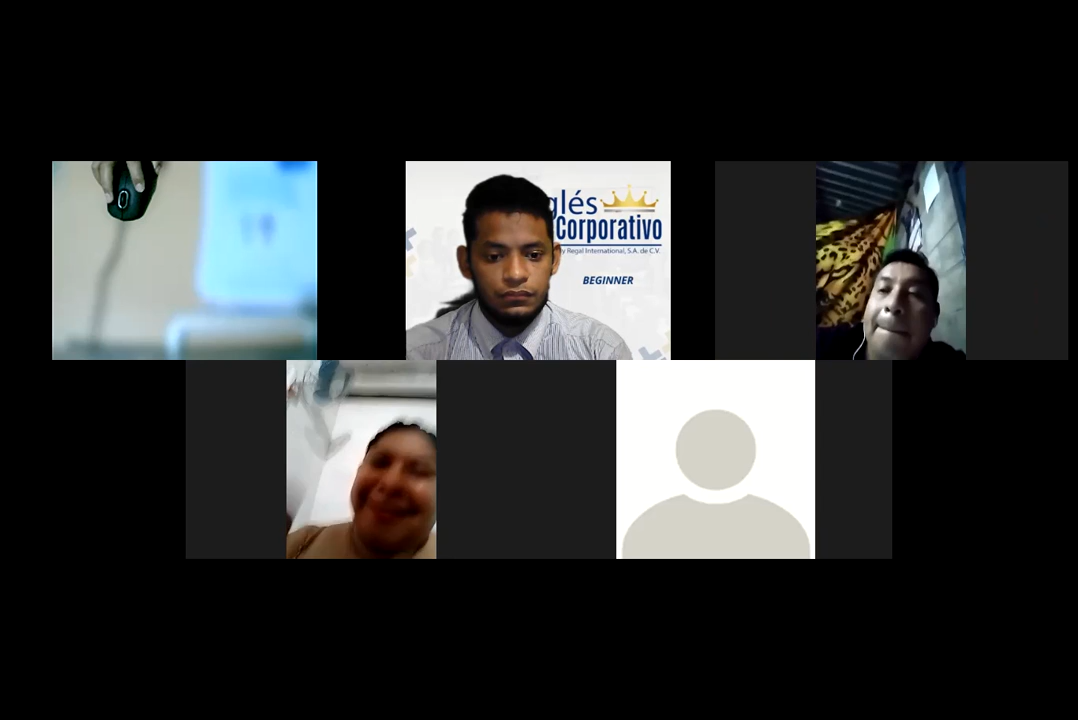 glés
Corporativo
y Regal International, S.A. de C.V.
BEGINNER